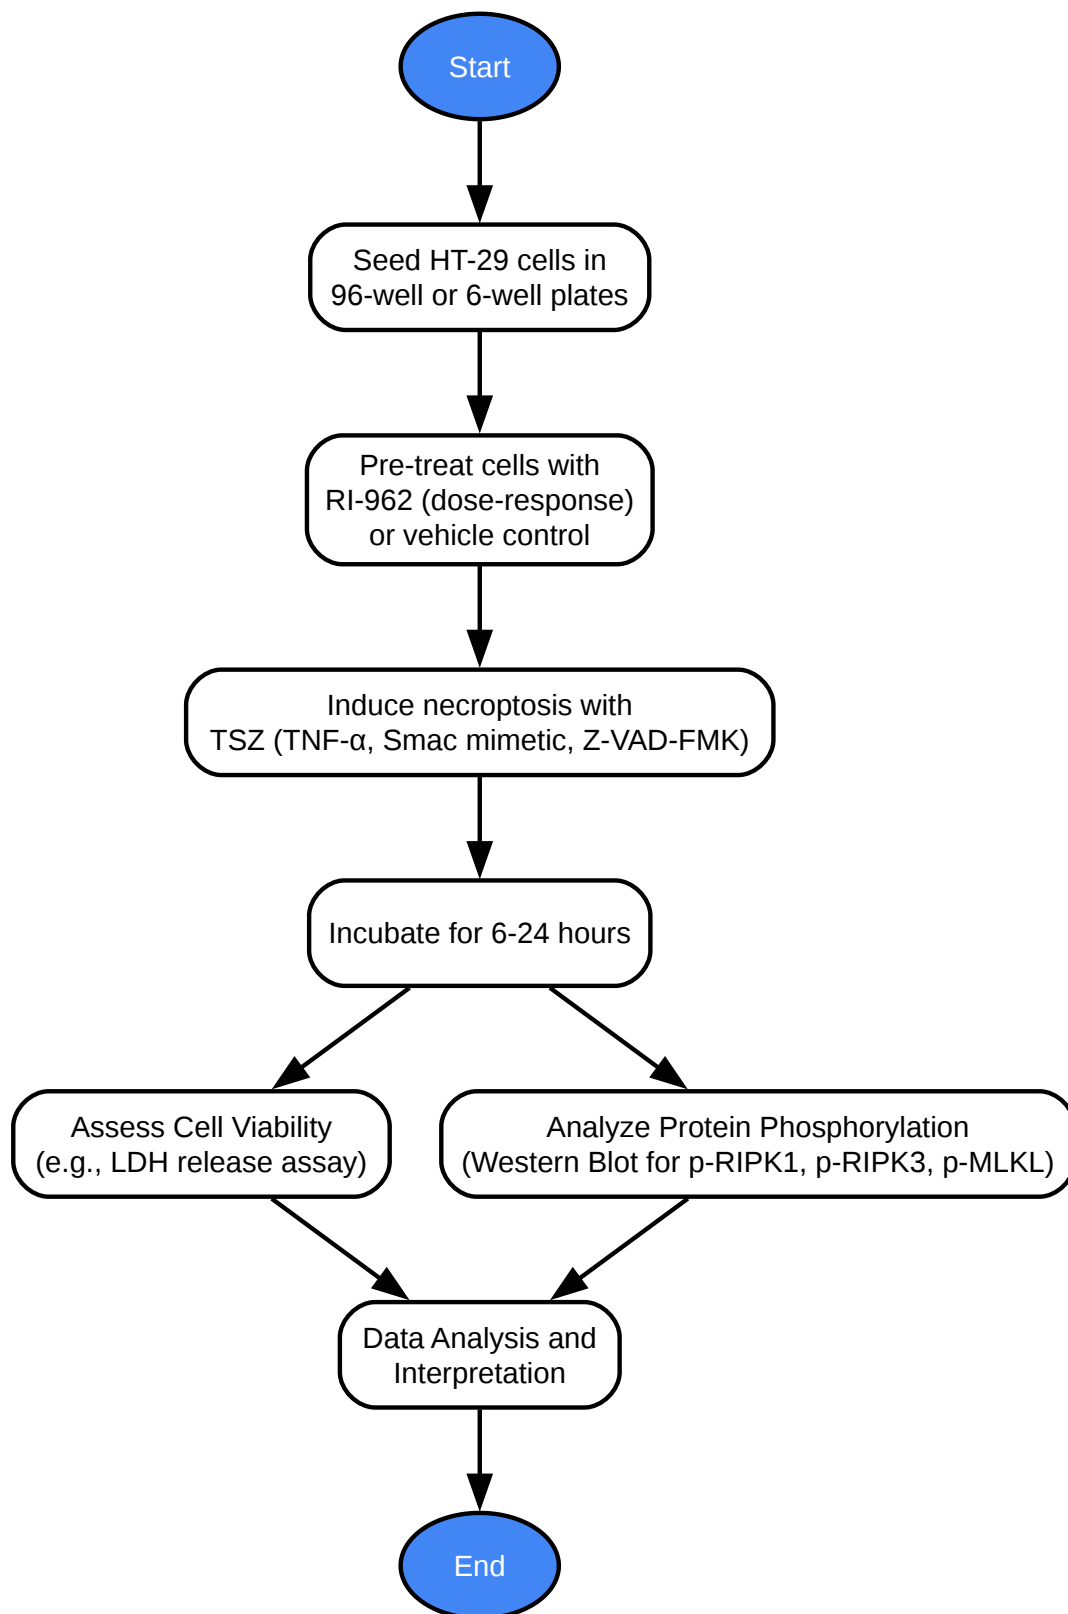 Start
Seed HT-29 cells in
96-well or 6-well plates
Pre-treat cells with
RI-962 (dose-response)
or vehicle control
Induce necroptosis with
TSZ (TNF-α, Smac mimetic, Z-VAD-FMK)
Incubate for 6-24 hours
Assess Cell Viability
(e.g., LDH release assay)
Analyze Protein Phosphorylation
(Western Blot for p-RIPK1, p-RIPK3, p-MLKL)
Data Analysis and
Interpretation
End